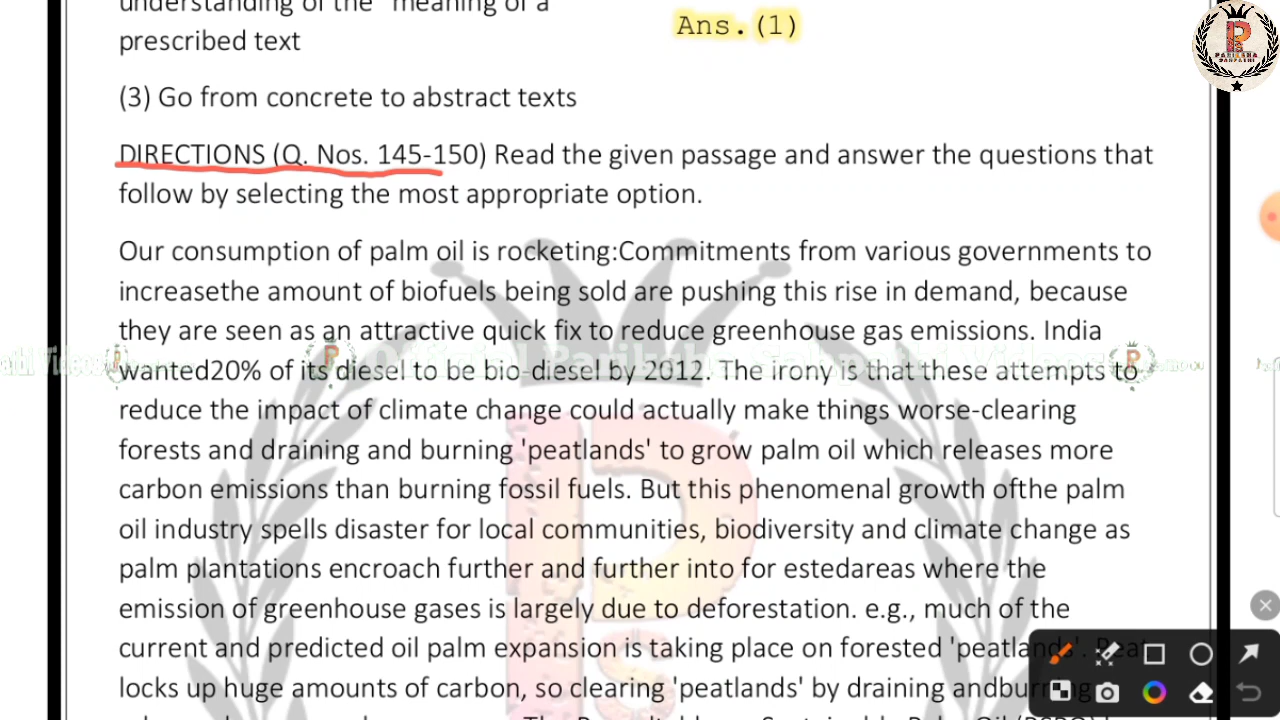 understanding of the "meaning of a
prescribed text
Ans.(1)
(3) Go from concrete to abstract texts
DIRECTIONS (Q. Nos. 145-150) Read the given passage and answer the questions that
follow by selecting the most appropriate option.
Our consumption of palm oil is rocketing:Commitments from various governments to
increasethe amount of biofuels being sold are pushing this rise in demand, because
they are seen as an attractive quick fix to reduce greenhouse gas emissions. India
wanted20% of its diesel to be bio-diesel by 2012. The irony is that these attempts to
reduce the impact of climate change could actually make things worse-clearing
forests and draining and burning 'peatlands' to grow palm oil which releases more
carbon emissions than burning fossil fuels. But this phenomenal growth ofthe palm
oil industry spells disaster for local communities, biodiversity and climate change as
palm plantations encroach further and further into for estedareas where the
emission of greenhouse gases is largely due to deforestation. e.g., much of the
current and predicted oil palm expansion is taking place on forested 'peatlands'. Peat
locks up huge amounts of carbon, so clearing 'peatlands' by draining andburning